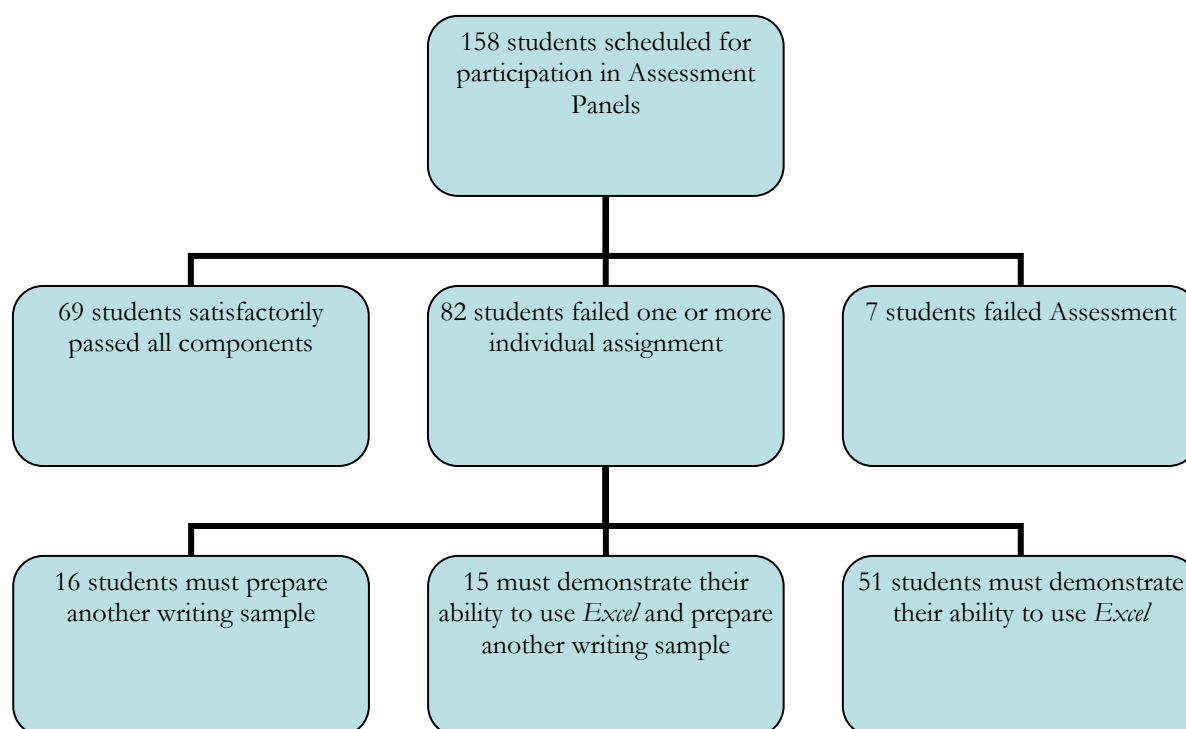 158 students scheduled for
participation in Assessment
Panels
69 students satisfactorily
passed all components
82 students failed one or more
individual assignment
7 students failed Assessment
16 students must prepare
another writing sample
15 must demonstrate their
ability to use Excel and prepare
another writing sample
51 students must demonstrate
their ability to use Excel